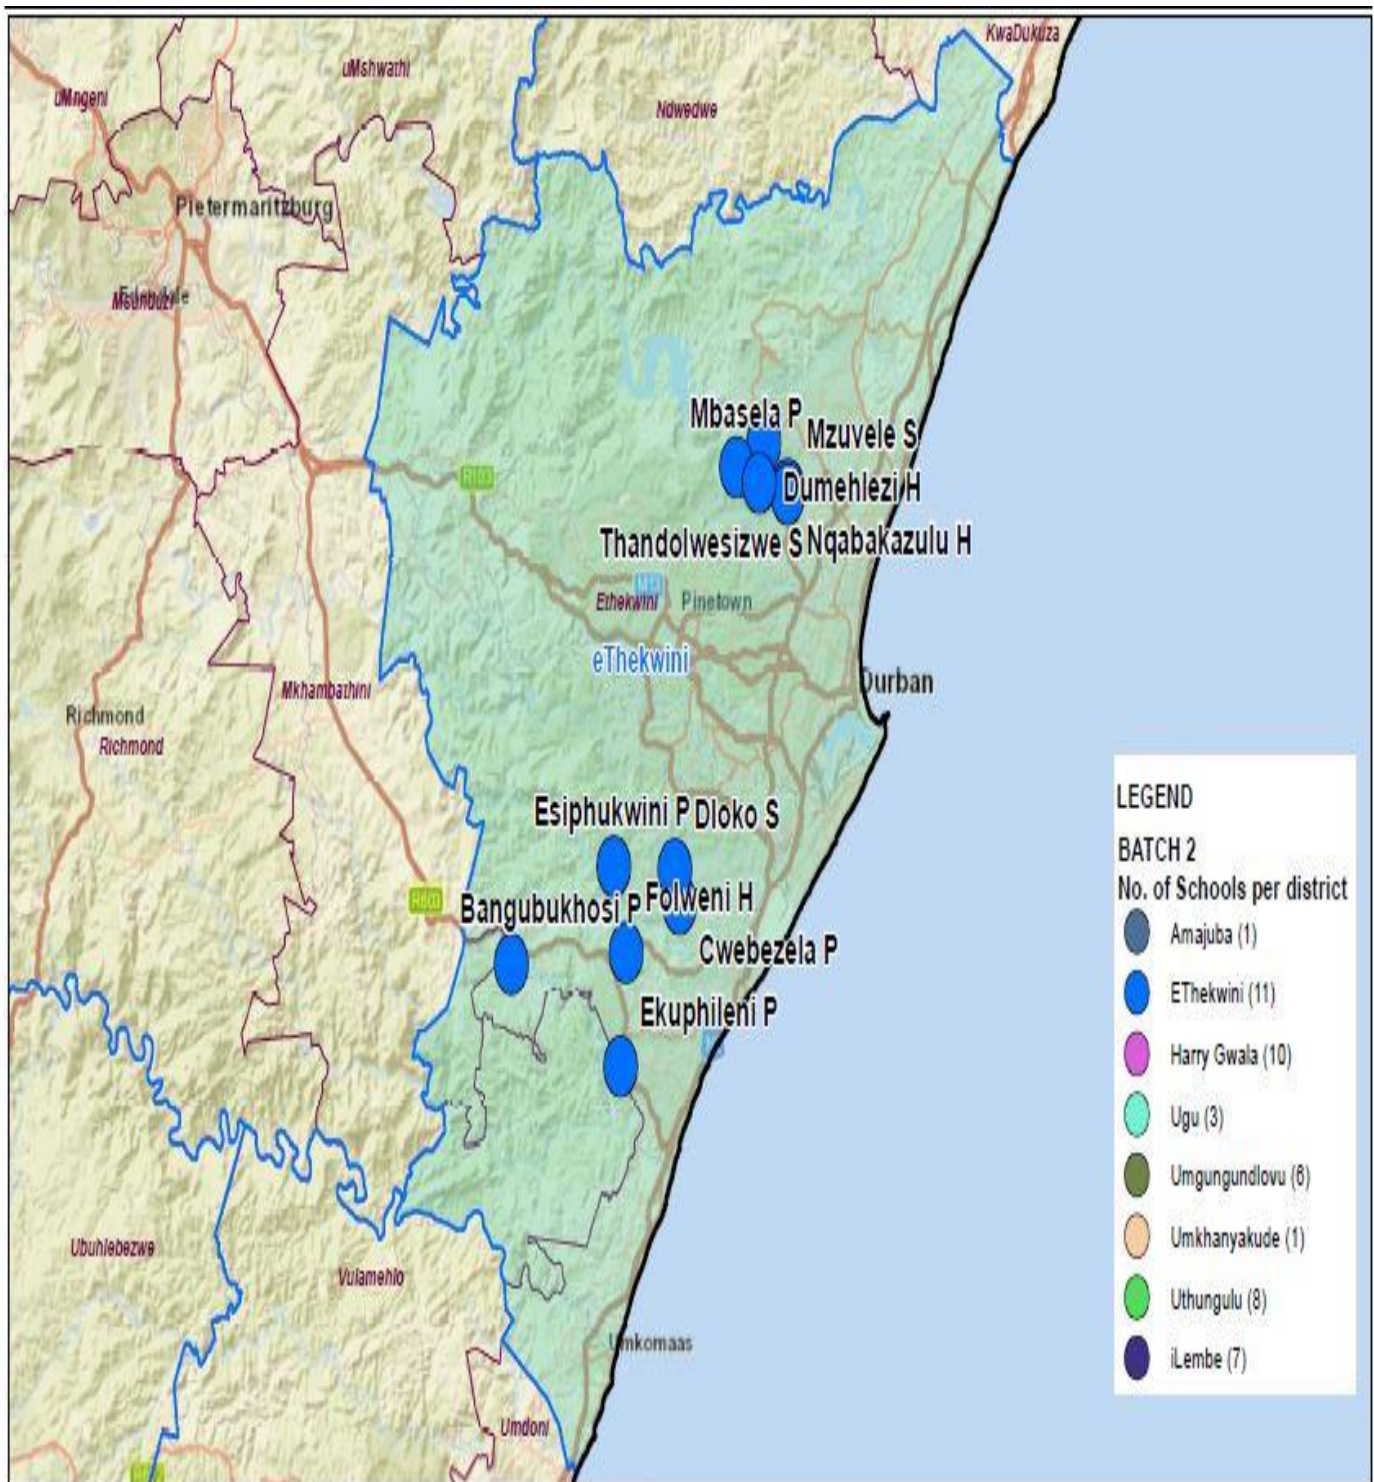 KwaDukuza
uMshwathi
uMngeni
Ndwedwe
Pietermaritzburg
Msunduzi
Mbasela P
Mzuvele S
R103
Dumehlezi H
Thandolwesizwe S
Nqabakazulu H
Ethekwini
Pinetown
eThekwini
Durban
Mkhambathini
Richmond
Richmond
Esiphukwini P
Dloko S
R603
Bangubukhosi P
Folweni H
Cwebezela P
Ekuphileni P
Ubuhlebezwe
Vulamehlo
Umkomaas
Umdoni
LEGEND
BATCH 2
No. of Schools per district
Amajuba (1)
EThekwini (11)
Harry Gwala (10)
Ugu (3)
Umgungundlovu (6)
Umkhanyakude (1)
Uthungulu (8)
iLembe (7)